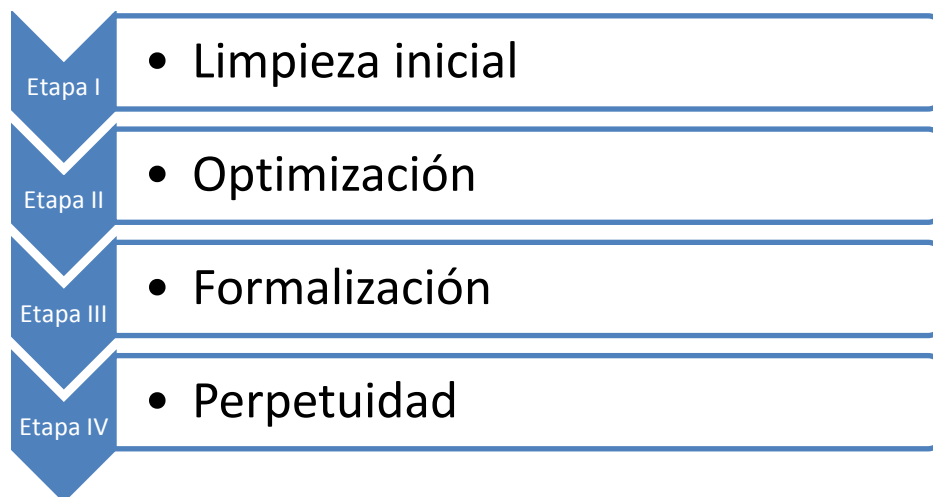 Etapa I
• Limpieza inicial
Etapa II
• Optimización
Etapa III
• Formalización
Etapa IV
• Perpetuidad